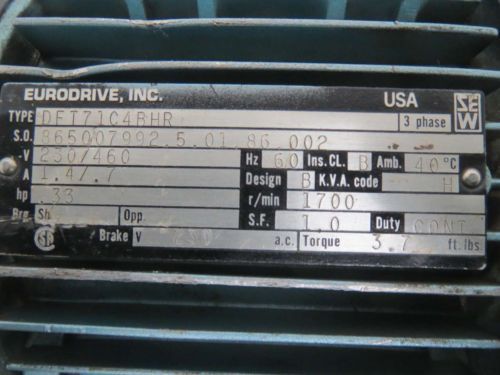 EURODRIVE, INC. USA SEW
TYPE DFT71C4BHR 3 phase
S.O. 865007992.5.01.86.002
V 230/460 Hz 60 Ins.CL. B Amb. 40°C
A 1.4/.7 Design B K.V.A. code H
hp .33 r/min 1700
Brg. Sh. Opp. S.F. 1.0 Duty CONT
Brake V a.c. Torque 3.7 ft. lbs.